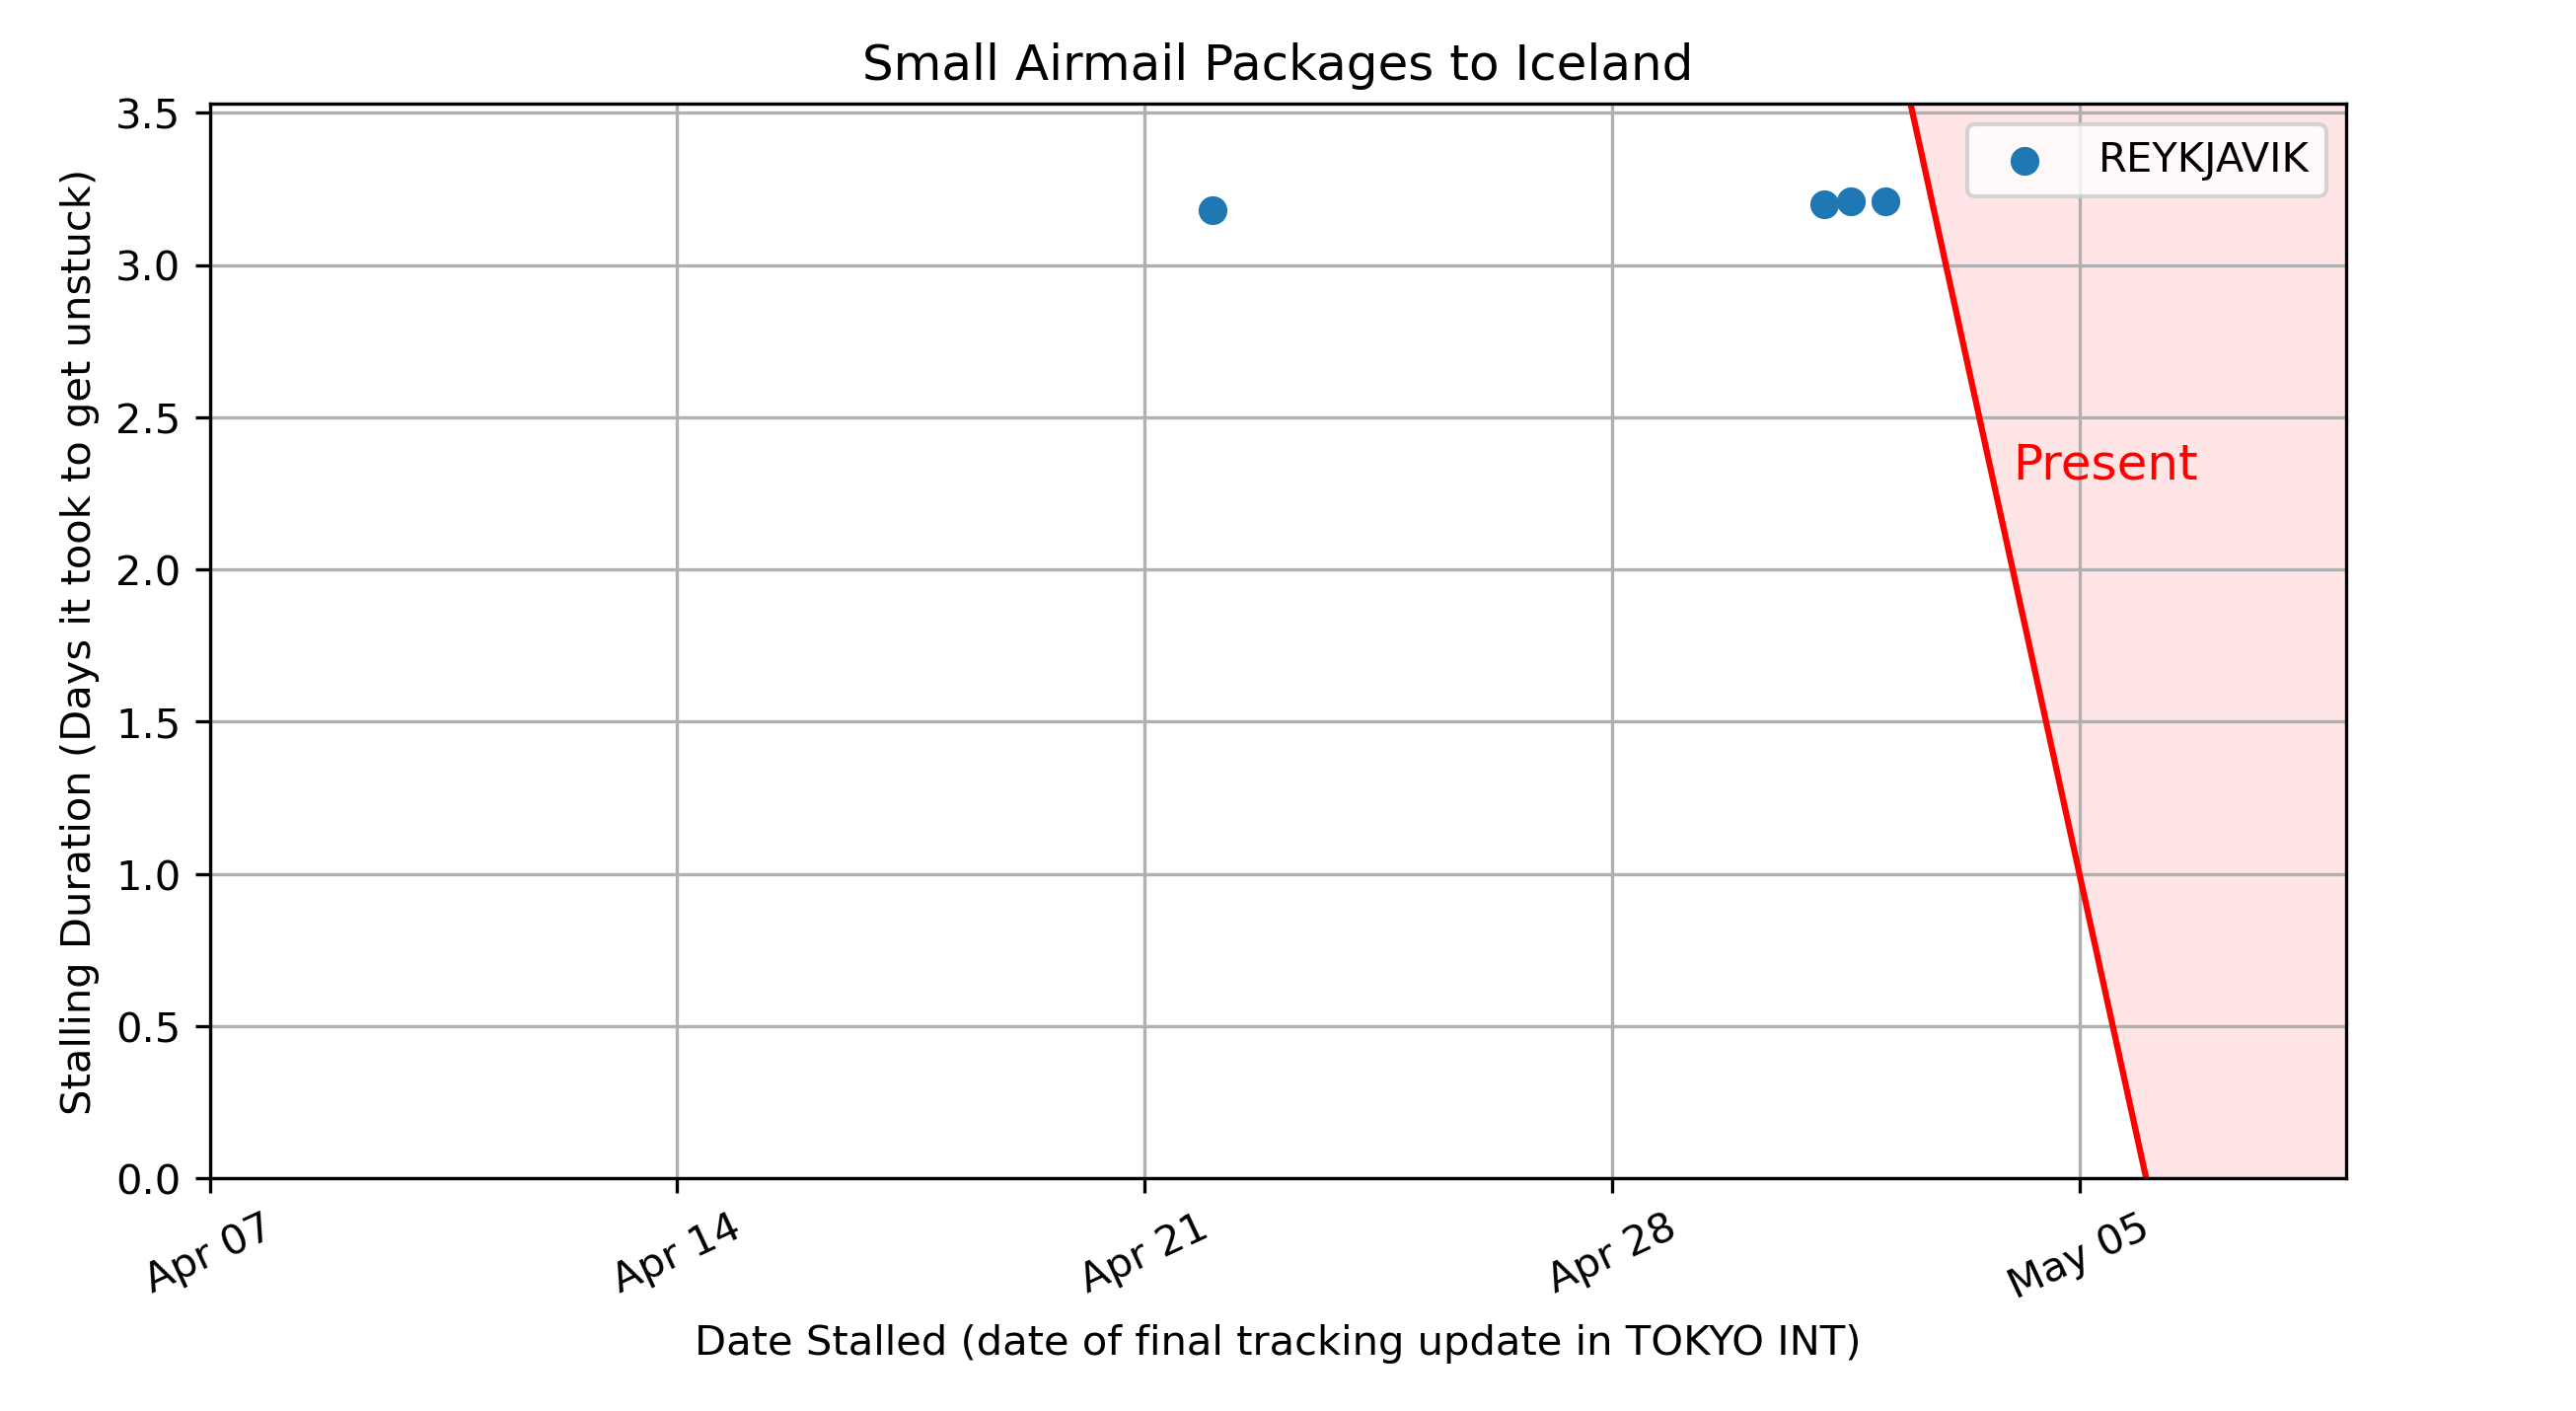 Small Airmail Packages to Iceland
Stalling Duration (Days it took to get unstuck)
3.5
3.0
2.5
2.0
1.5
1.0
0.5
0.0
REYKJAVIK
Present
Apr 07
Apr 14
Apr 21
Apr 28
May 05
Date Stalled (date of final tracking update in TOKYO INT)